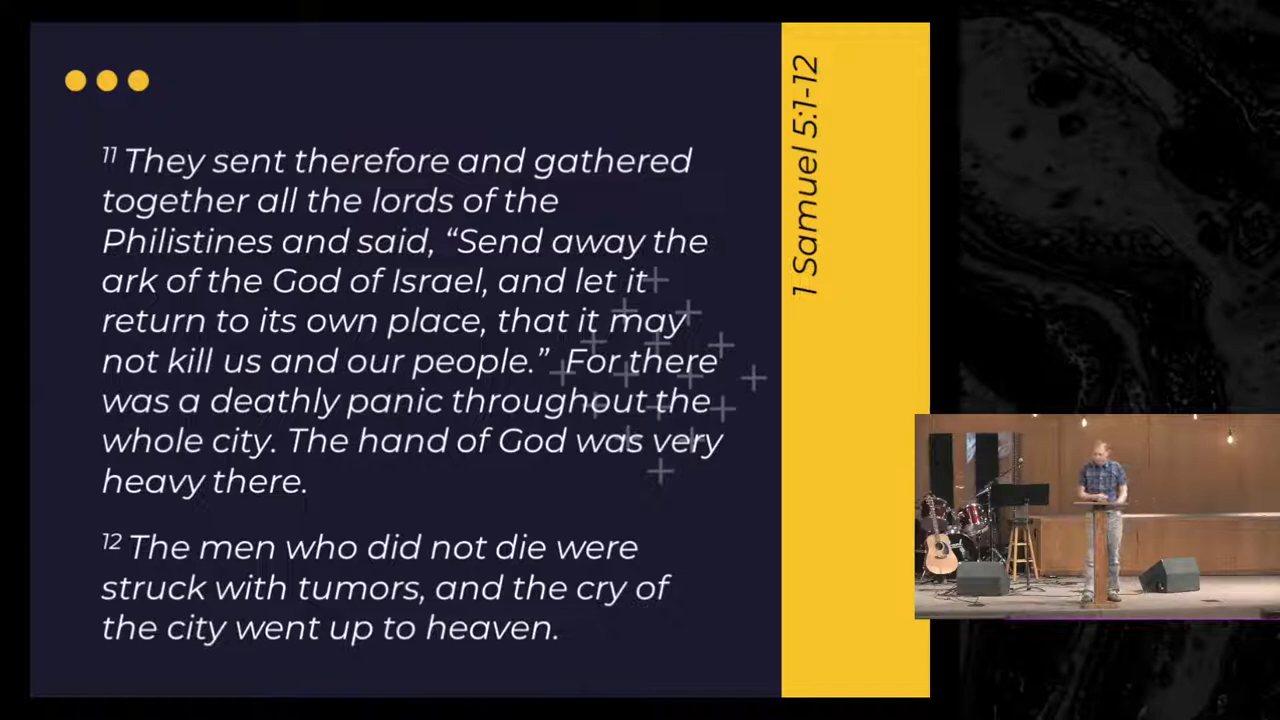 ¹¹ They sent therefore and gathered
together all the lords of the
Philistines and said, “Send away the
ark of the God of Israel, and let it
return to its own place, that it may
not kill us and our people.” For there
was a deathly panic throughout the
whole city. The hand of God was very
heavy there.
¹² The men who did not die were
struck with tumors, and the cry of
the city went up to heaven.
1 Samuel 5:1-12